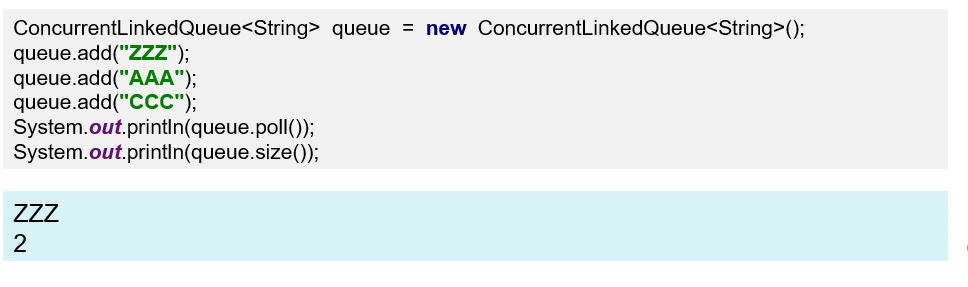 ConcurrentLinkedQueue<String> queue = new ConcurrentLinkedQueue<String>();
queue.add("ZZZ");
queue.add("AAA");
queue.add("CCC");
System.out.println(queue.poll());
System.out.println(queue.size());
ZZZ
2